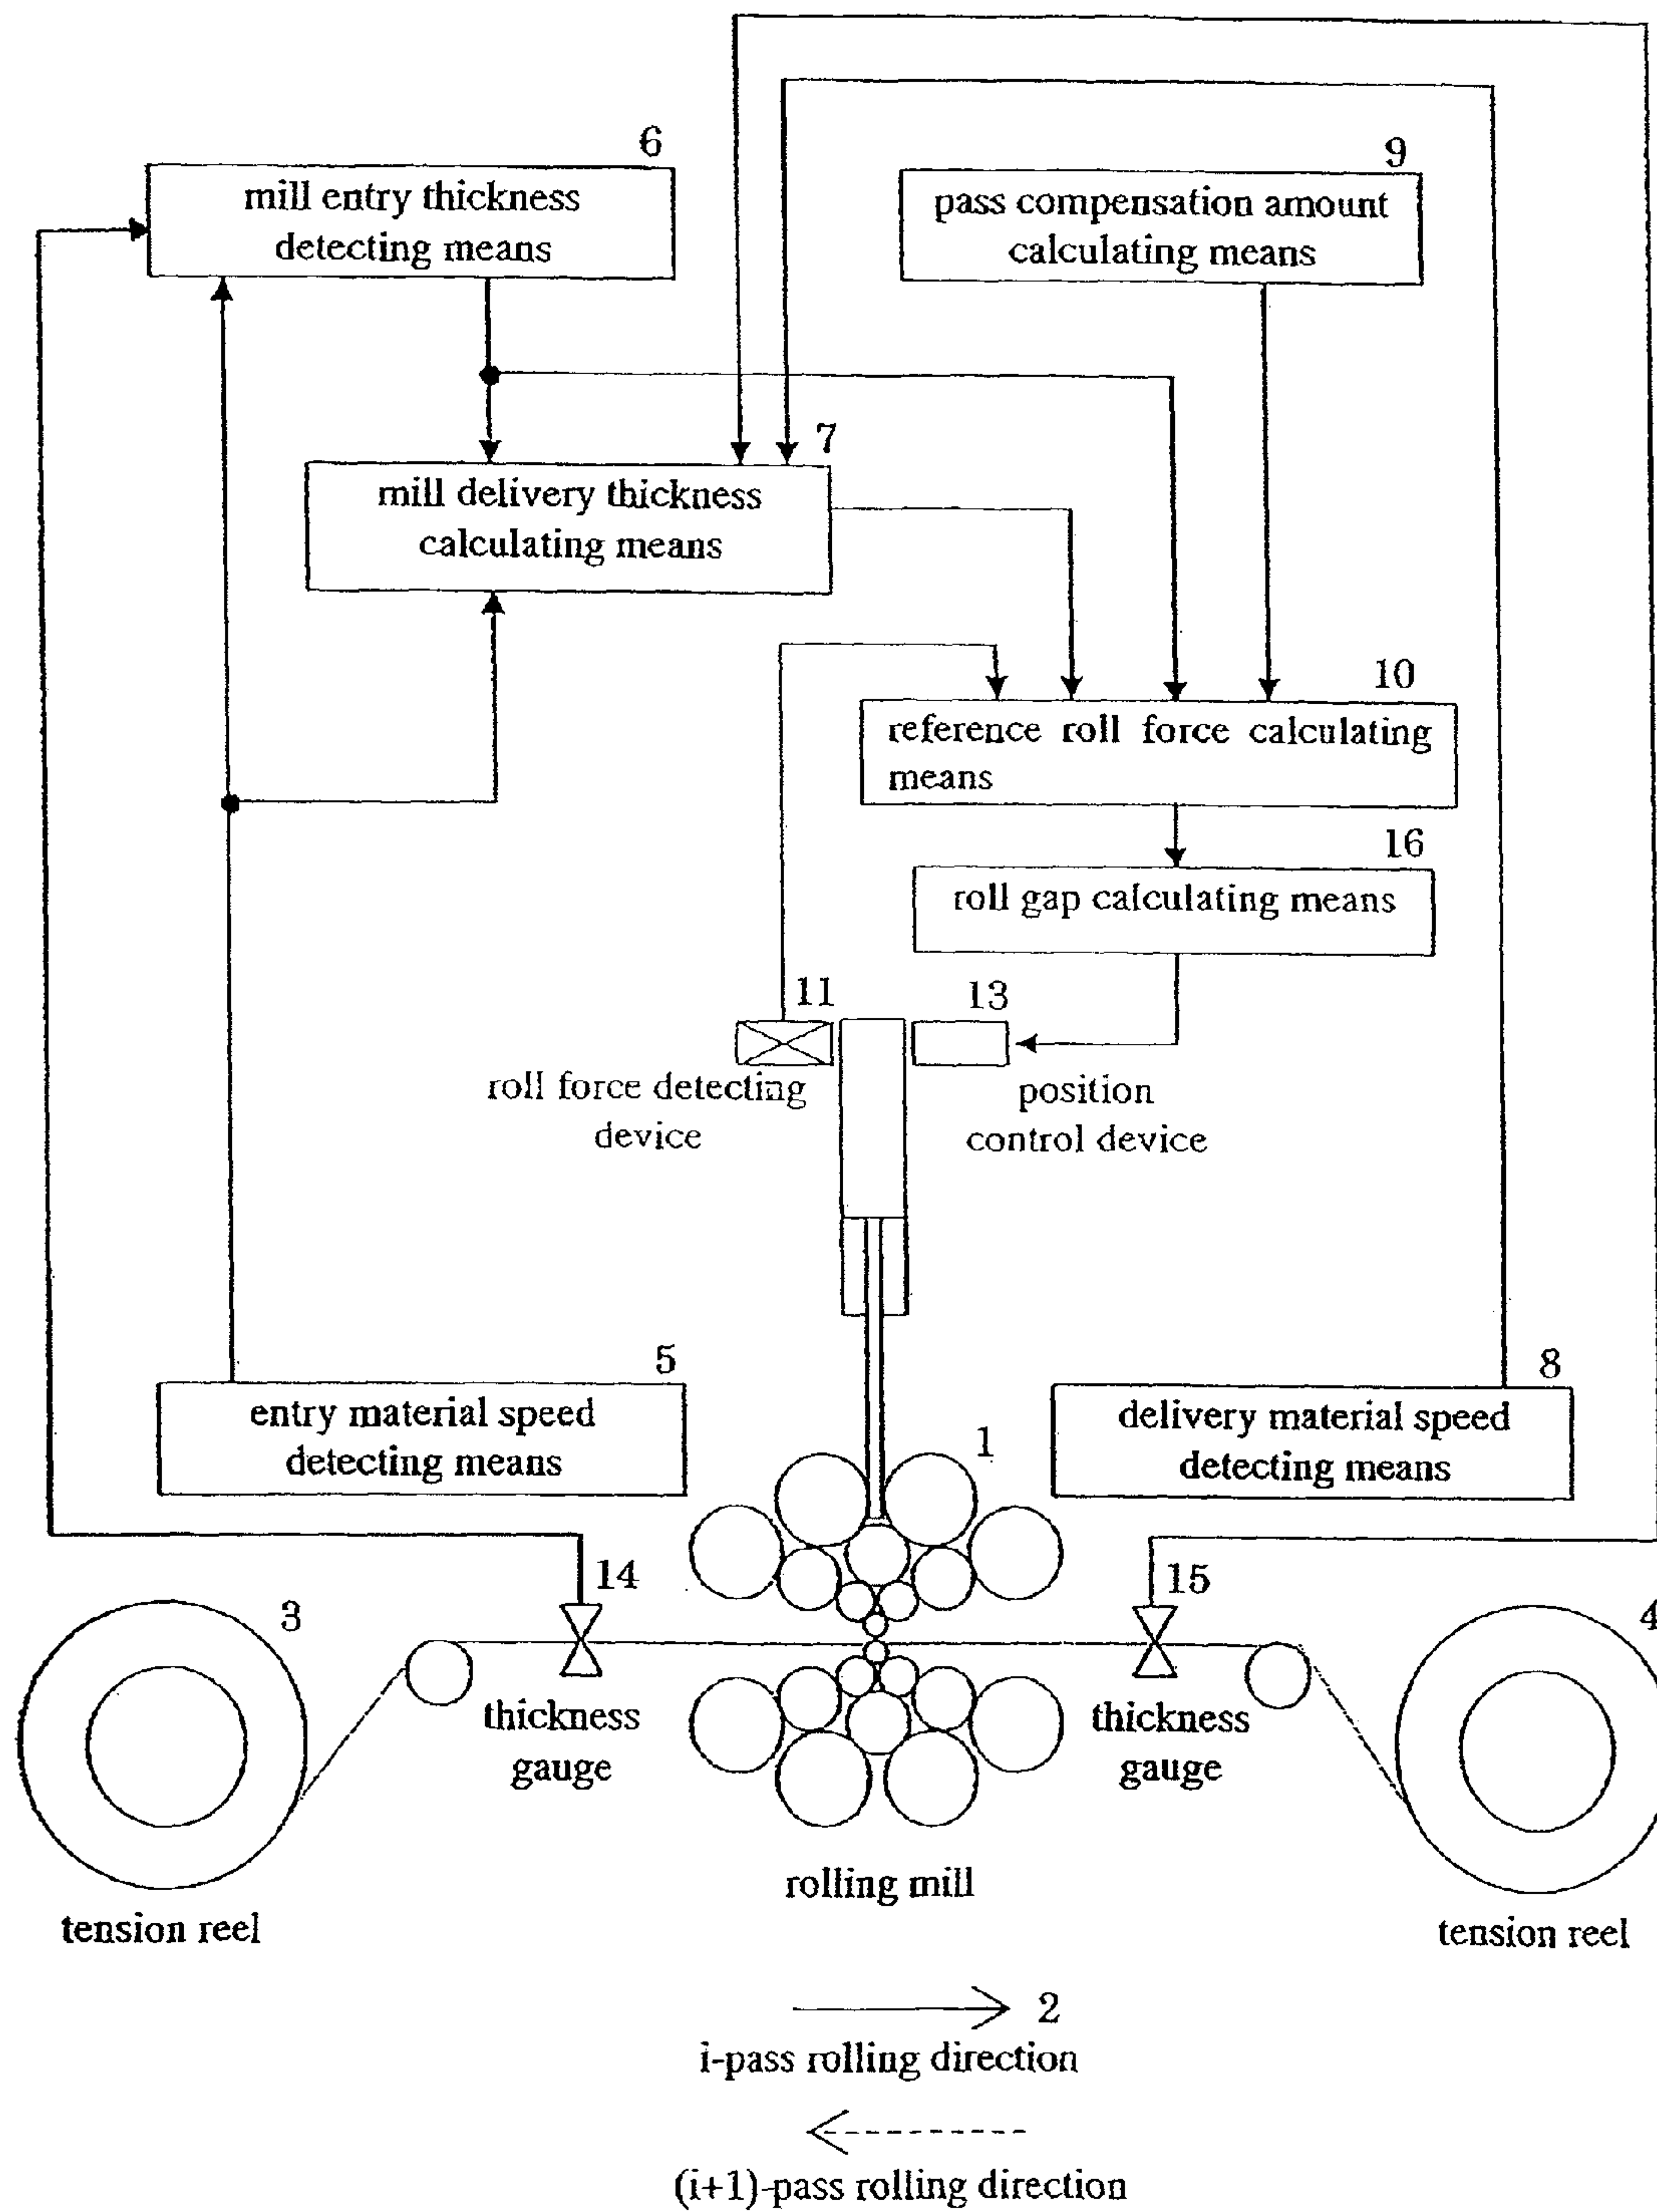 6
mill entry thickness
detecting means
9
pass compensation amount
calculating means
7
mill delivery thickness
calculating means
10
reference roll force calculating
means
16
roll gap calculating means
11
13
roll force detecting
device
position
control device
5
entry material speed
detecting means
8
delivery material speed
detecting means
1
14
15
3
4
thickness
gauge
thickness
gauge
rolling mill
tension reel
tension reel
2
i-pass rolling direction
(i+1)-pass rolling direction